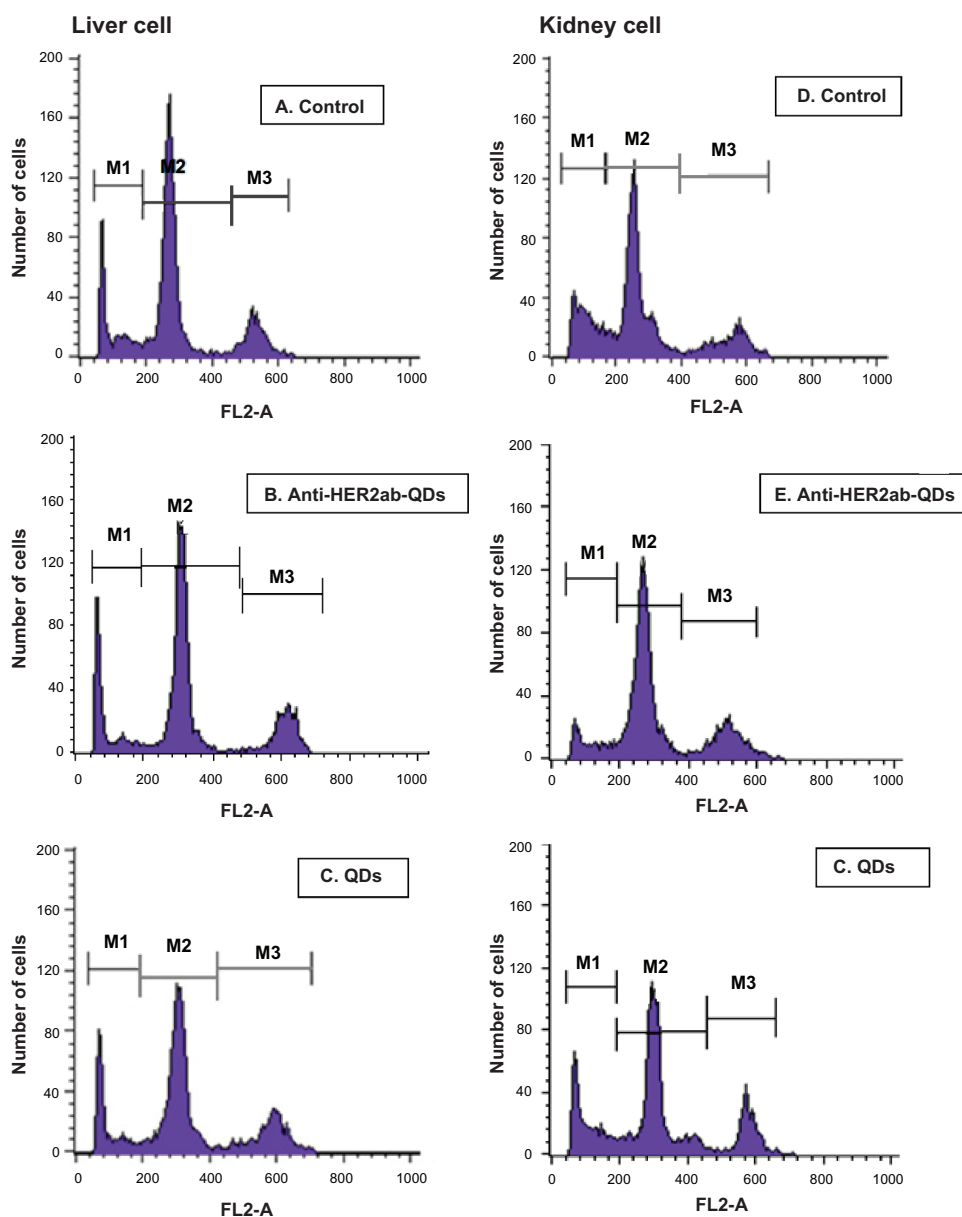 Liver cell
Kidney cell
A. Control
200
160
120
80
40
0
Number of cells
M1
M2
M3
0 200 400 600 800 1000
FL2-A
D. Control
200
160
120
80
40
0
Number of cells
M1
M2
M3
0 200 400 600 800 1000
FL2-A
B. Anti-HER2ab-QDs
200
160
120
80
40
0
Number of cells
M1
M2
M3
0 200 400 600 800 1000
FL2-A
E. Anti-HER2ab-QDs
200
160
120
80
40
0
Number of cells
M1
M2
M3
0 200 400 600 800 1000
FL2-A
C. QDs
200
160
120
80
40
0
Number of cells
M1
M2
M3
0 200 400 600 800 1000
FL2-A
C. QDs
200
160
120
80
40
0
Number of cells
M1
M2
M3
0 200 400 600 800 1000
FL2-A